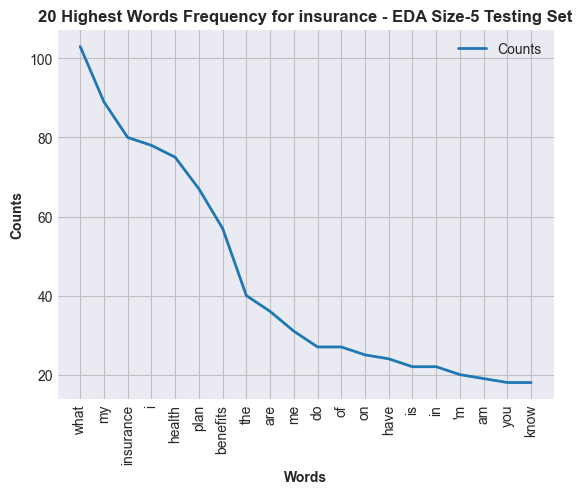 20 Highest Words Frequency for insurance - EDA Size-5 Testing Set
Counts
100
80
60
40
20
Counts
what
my
insurance
i
health
plan
benefits
the
are
me
do
of
on
have
is
in
'm
am
you
know
Words